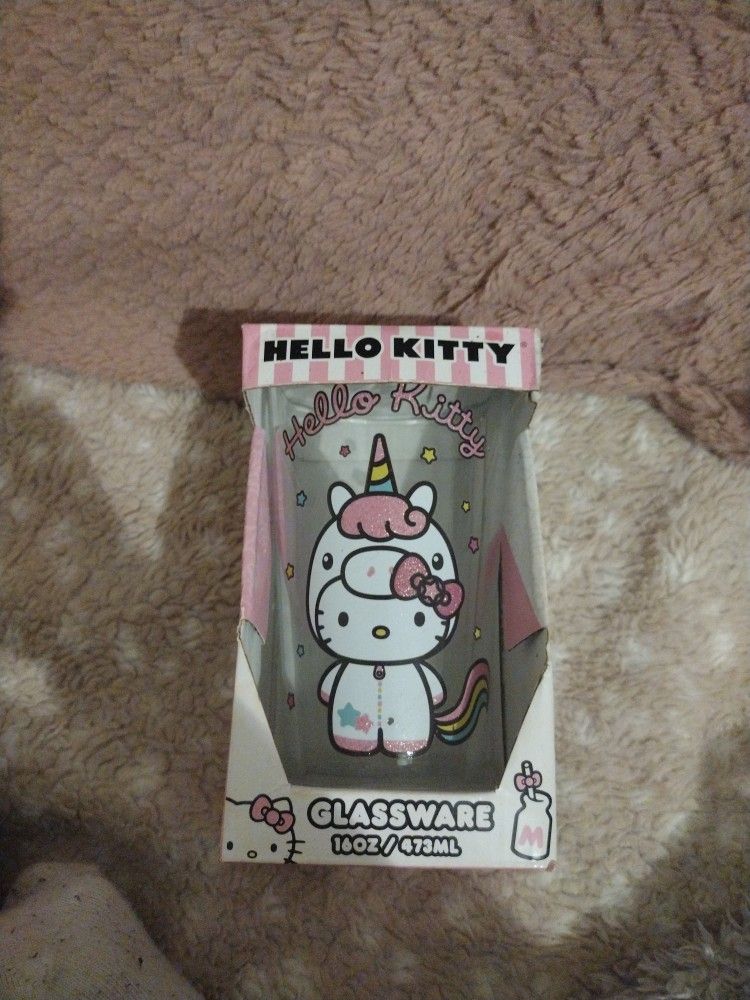 HELLO KITTY®
Hello Kitty
GLASSWARE
16OZ/473ML
M